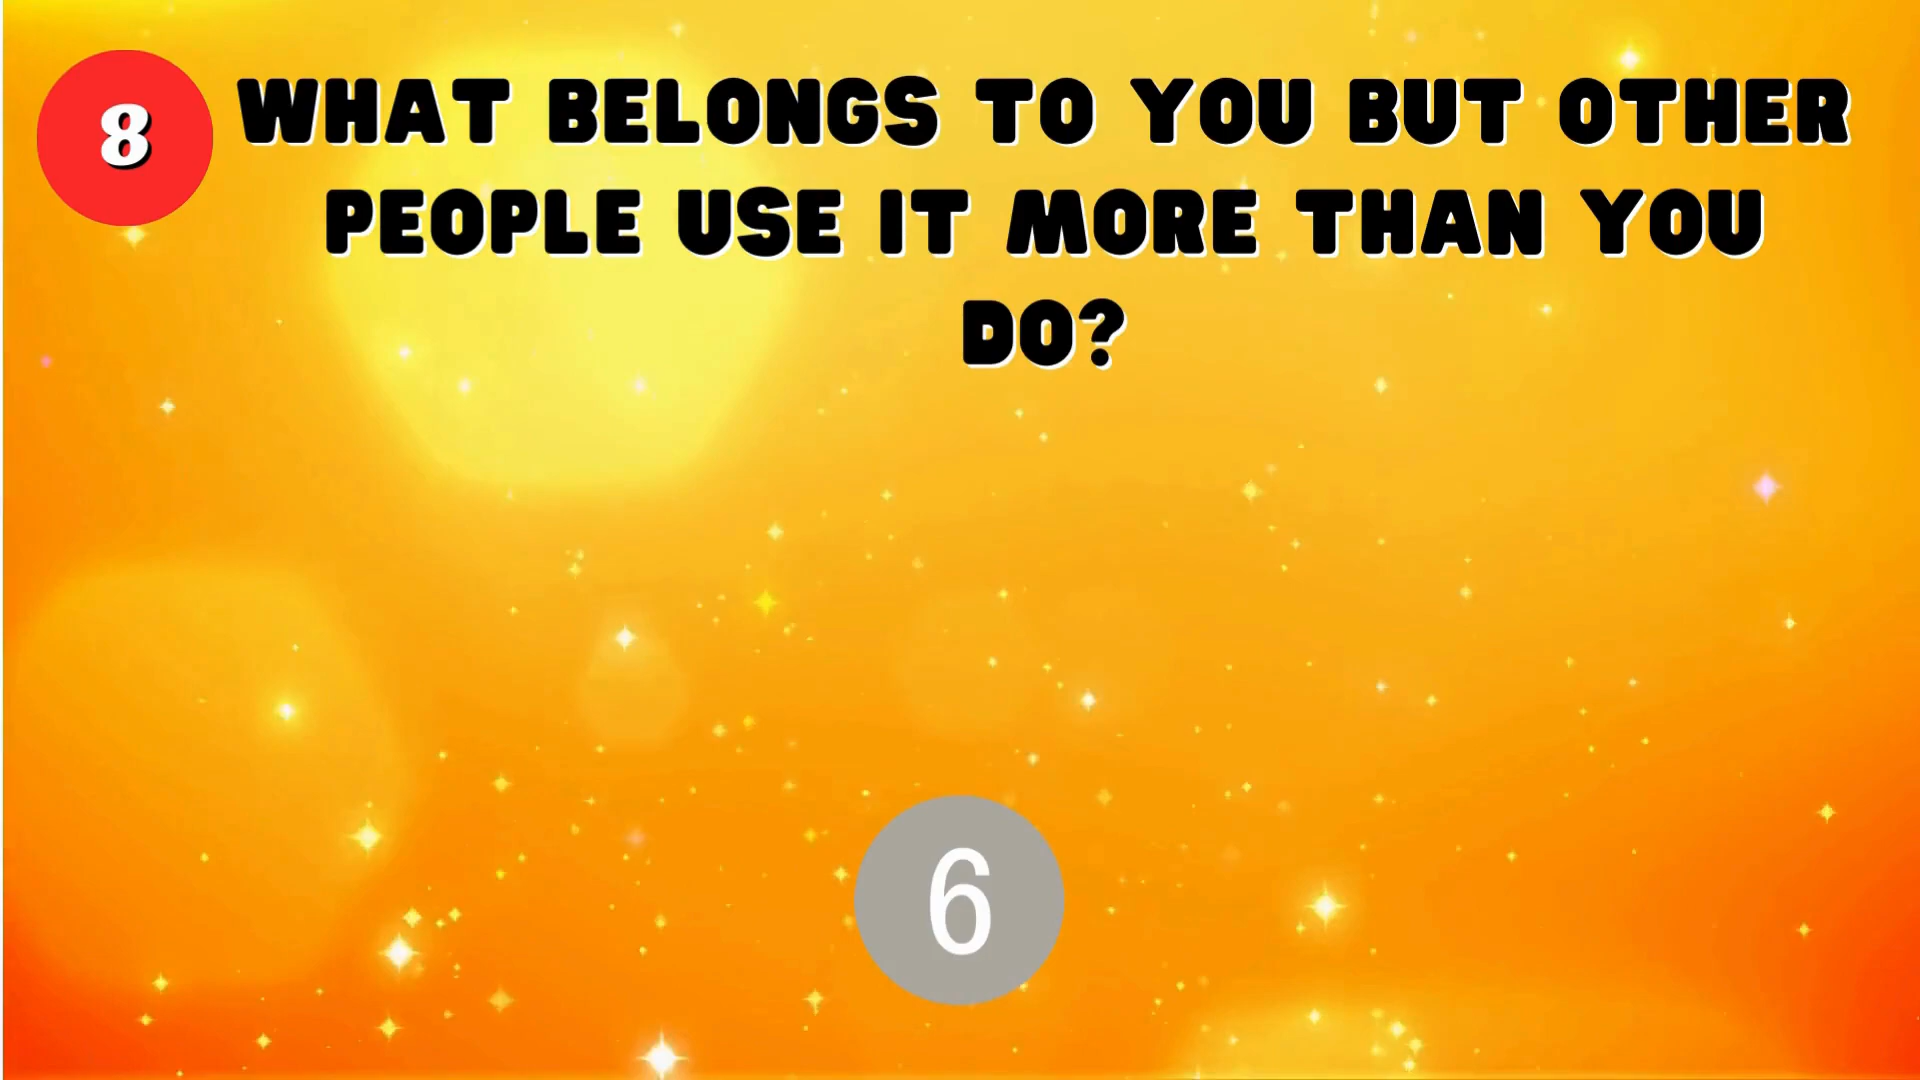 8
WHAT BELONGS TO YOU BUT OTHER
PEOPLE USE IT MORE THAN YOU
DO?
6